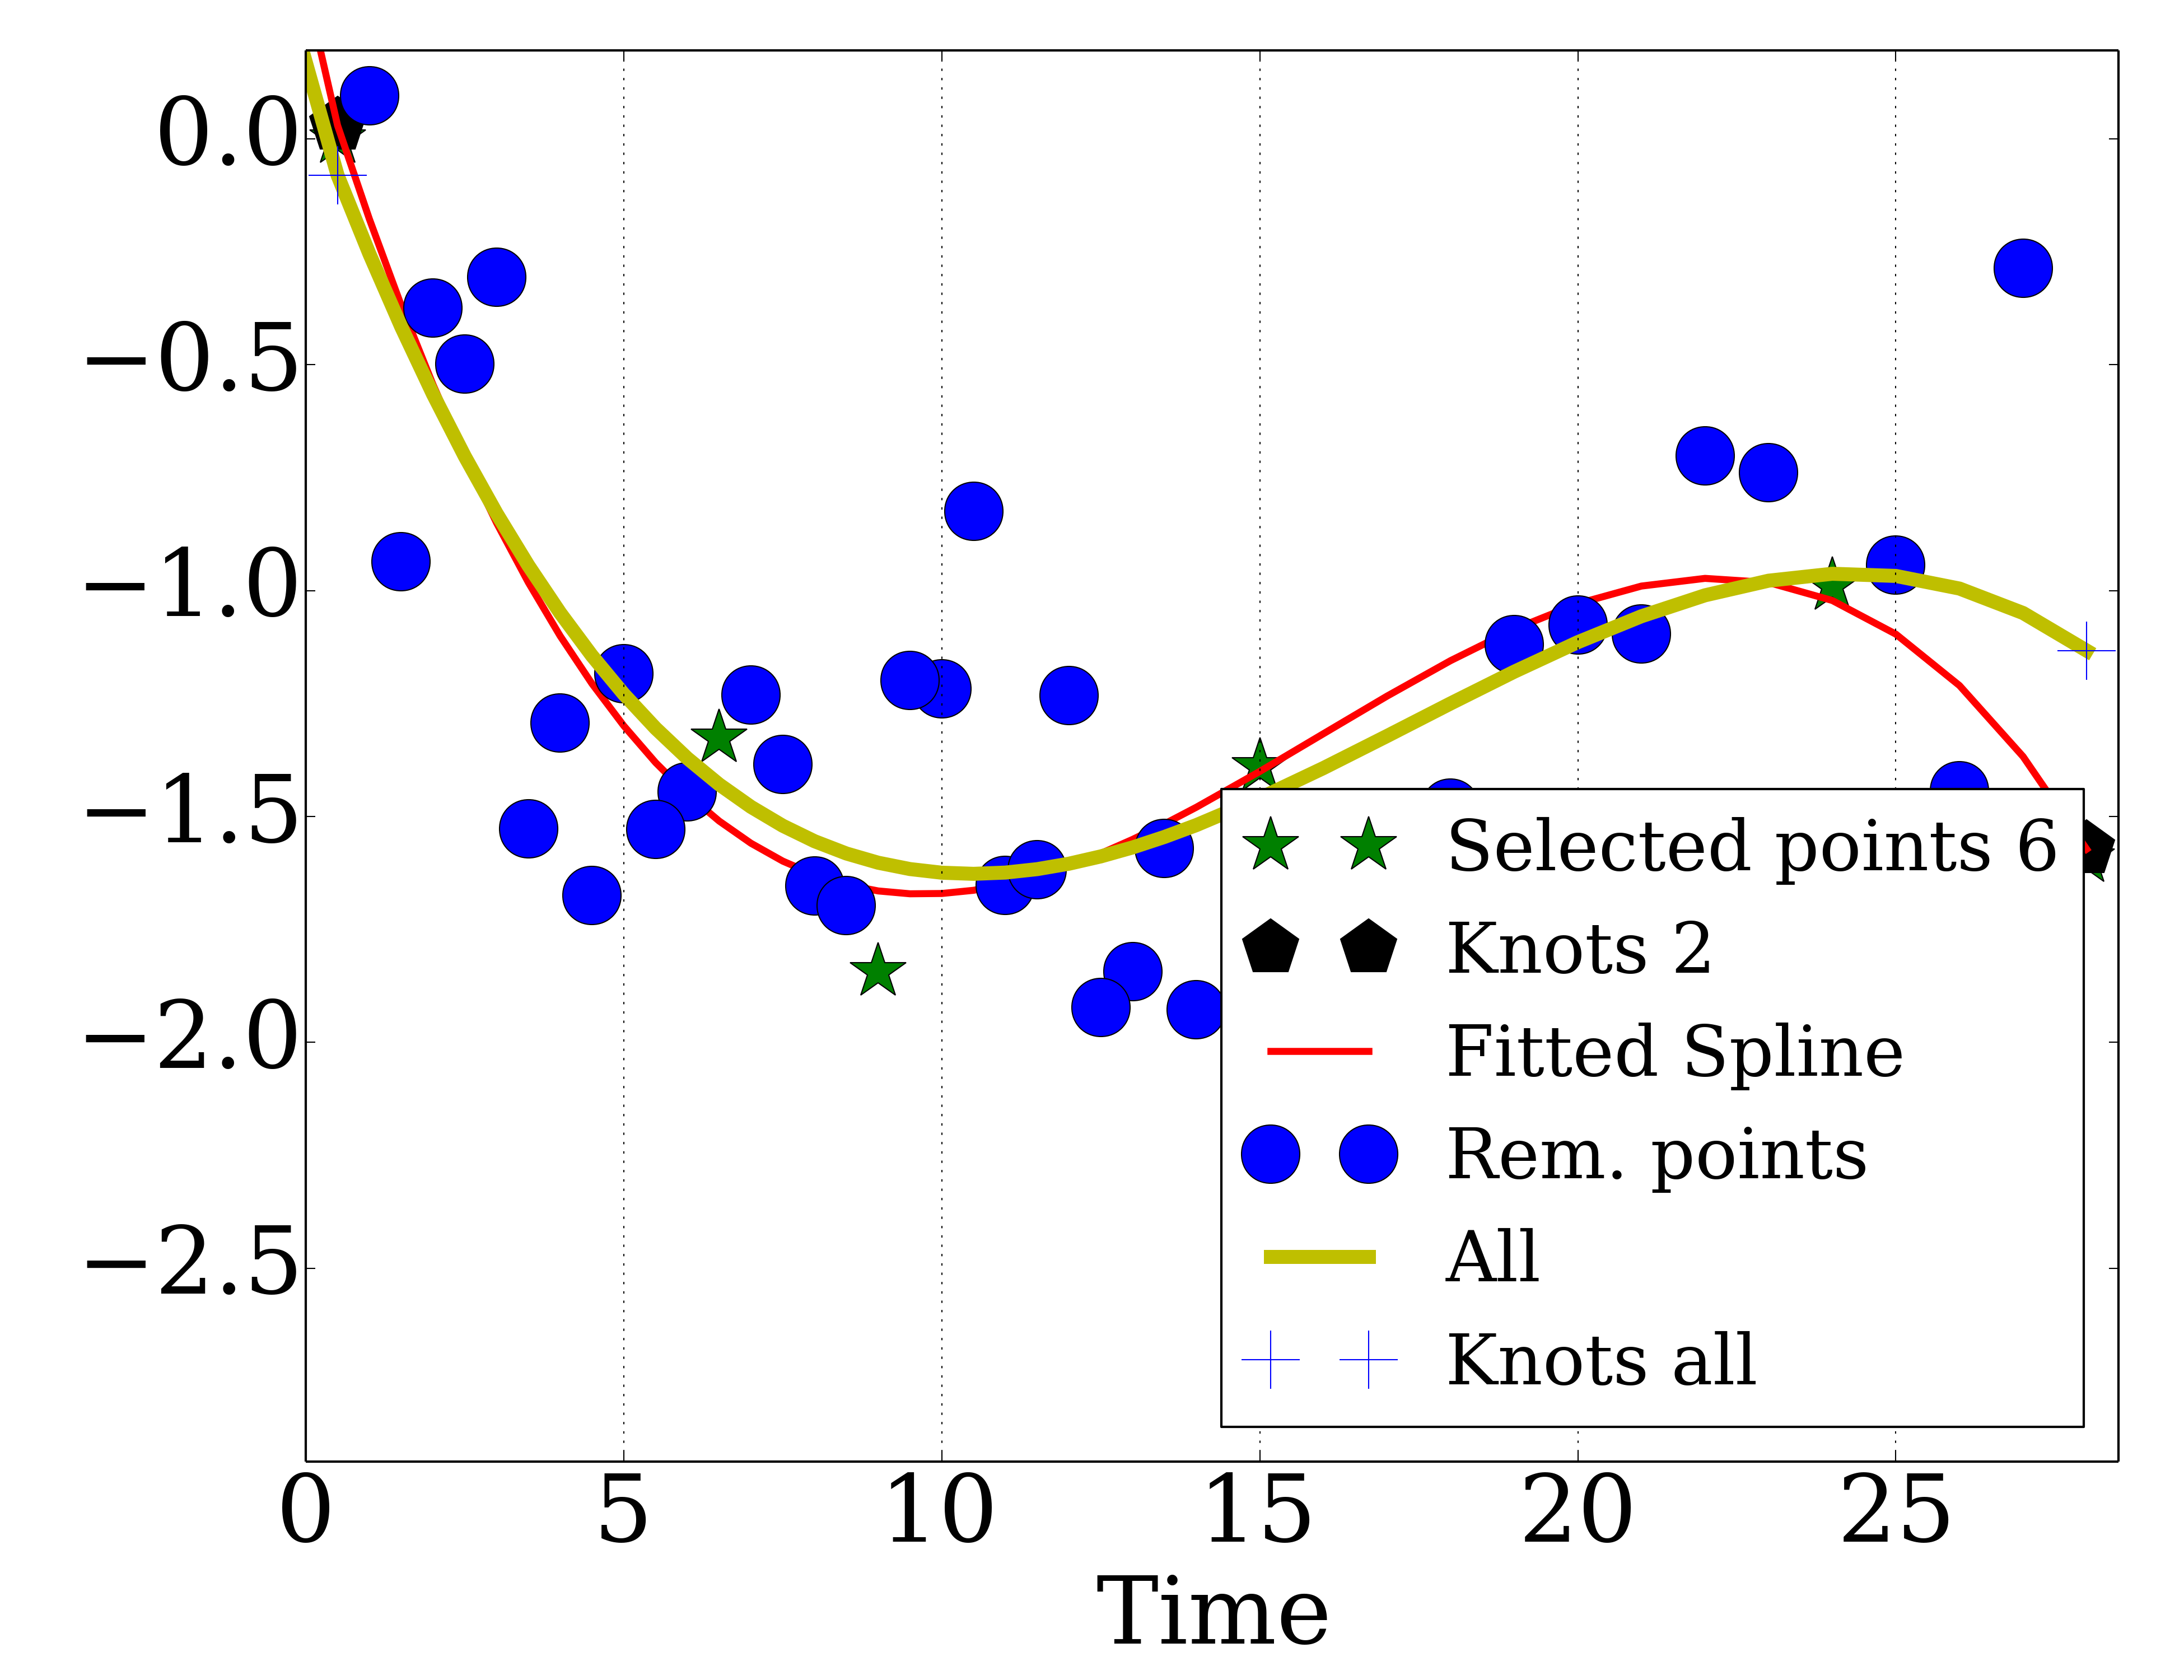 0.0
−0.5
−1.0
−1.5
−2.0
−2.5
Selected points 6
Knots 2
Fitted Spline
Rem. points
All
Knots all
0 5 10 15 20 25
Time